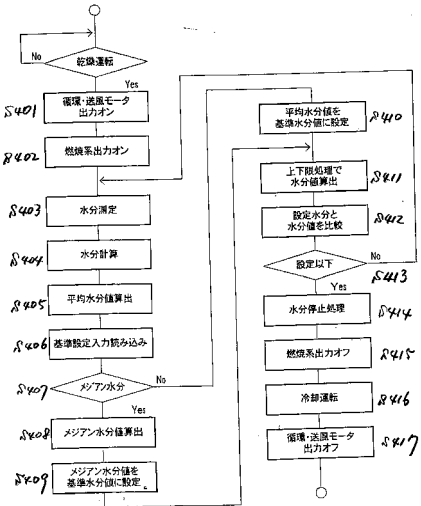 乾燥運転
No
Yes
S401
循環・送風モータ
出力オン
S402
燃焼系出力オン
S403
水分測定
S404
水分計算
S405
平均水分値算出
S406
基準設定入力読み込み
S407
メジアン水分
No
Yes
S408
メジアン水分値算出
S409
メジアン水分値を
基準水分値に設定
平均水分値を
基準水分値に設定
S410
上下限処理で
水分値算出
S411
設定水分と
水分値を比較
S412
設定以下
No
S413
Yes
水分停止処理
S414
燃焼系出力オフ
S415
冷却運転
S416
循環・送風モータ
出力オフ
S417